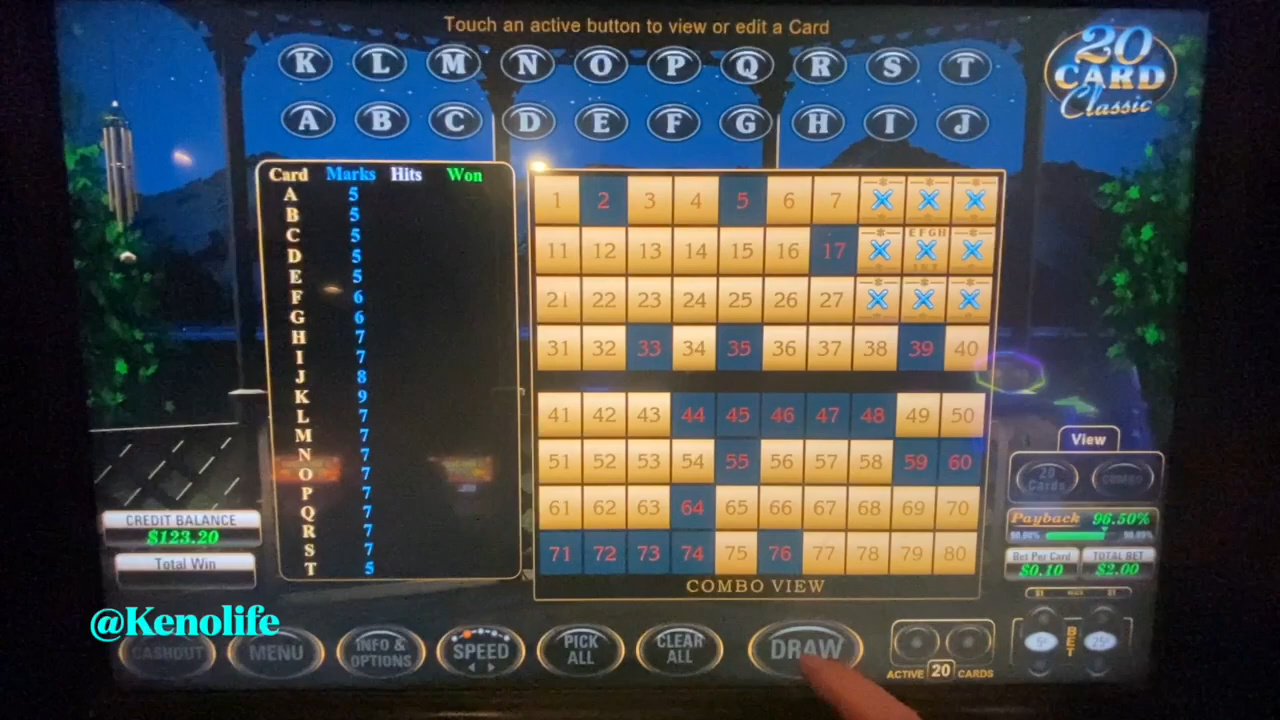 Touch an active button to view or edit a Card
K L M N O P Q R S T
20 CARD Classic
A B C D E F G H I J
Card Marks Hits Won
A 5
B 5
C 5
D 5
E 5
F 6
G 6
H 7
I 7
J 8
K 9
L 7
M 7
N 7
O 7
P 7
Q 7
R 7
S 7
T 5
1 2 3 4 5 6 7
11 12 13 14 15 16 17
EFGH
21 22 23 24 25 26 27
31 32 33 34 35 36 37 38 39 40
41 42 43 44 45 46 47 48 49 50
51 52 53 54 55 56 57 58 59 60
61 62 63 64 65 66 67 68 69 70
71 72 73 74 75 76 77 78 79 80
COMBO VIEW
View
20 Cards COMBO
Payback 96.50%
Bet Per Card TOTAL BET
$0.10 $2.00
CREDIT BALANCE
$123.20
Total Win
@Kenolife
CASHOUT
MENU
INFO & OPTIONS
SPEED
PICK ALL
CLEAR ALL
DRAW
ACTIVE 20 CARDS
BET